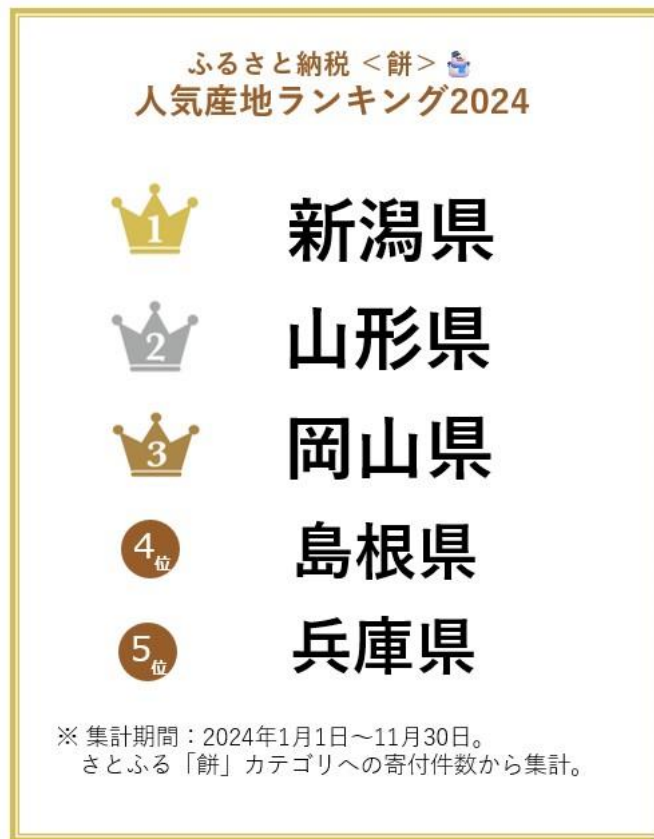 ふるさと納税 <餅>
人気産地ランキング2024
1 新潟県
2 山形県
3 岡山県
4位 島根県
5位 兵庫県
※ 集計期間：2024年1月1日～11月30日。
さとふる「餅」カテゴリへの寄付件数から集計。